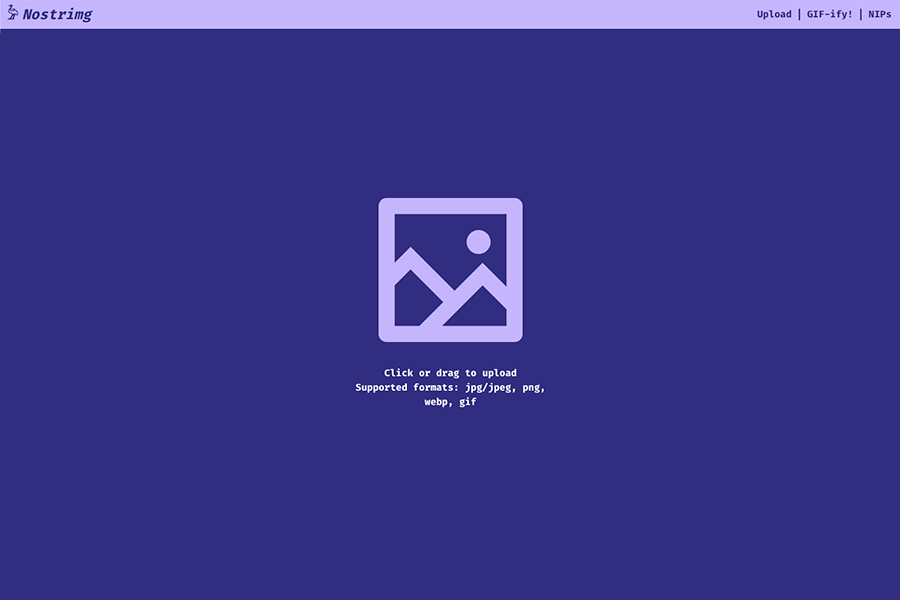 Nostrimg
Upload | GIF-ify! | NIPs
Click or drag to upload
Supported formats: jpg/jpeg, png,
webp, gif